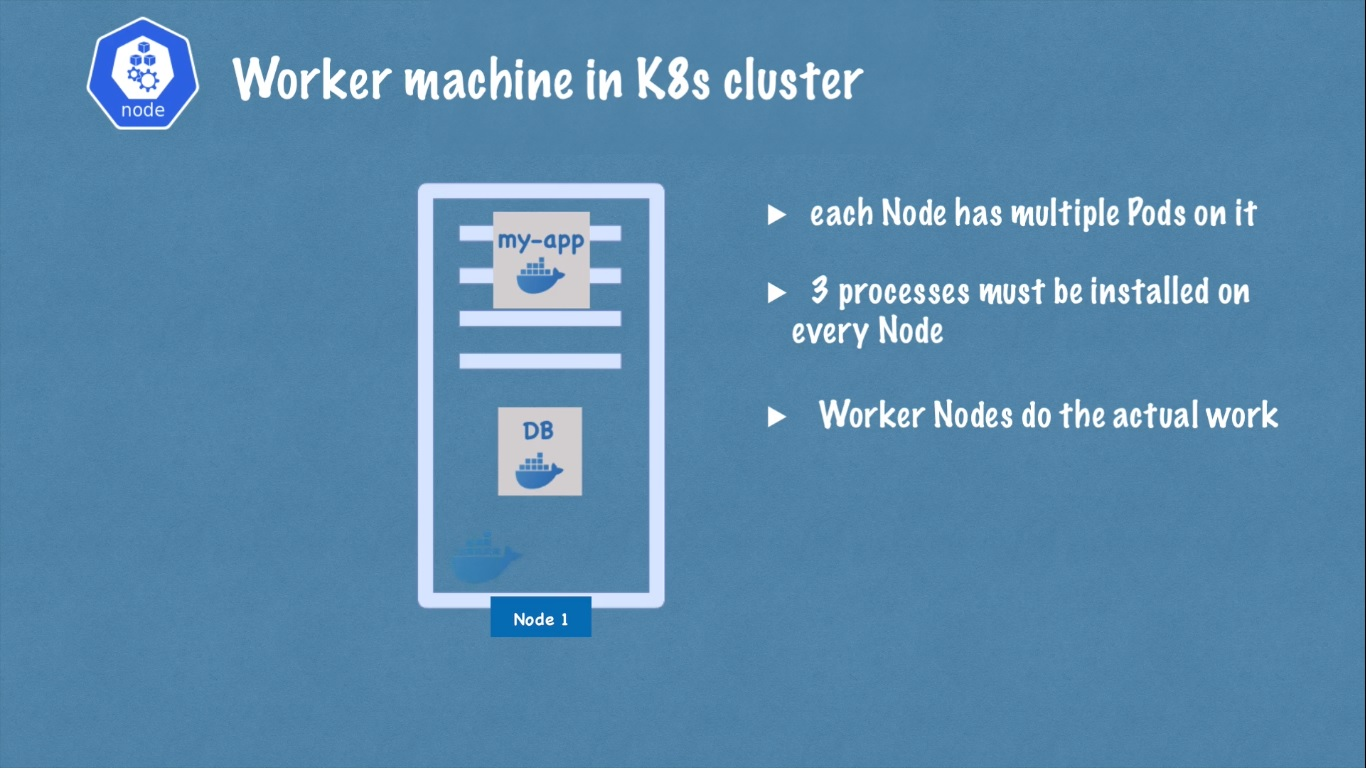 node
Worker machine in K8s cluster
my-app
DB
Node 1
each Node has multiple Pods on it
3 processes must be installed on
every Node
Worker Nodes do the actual work